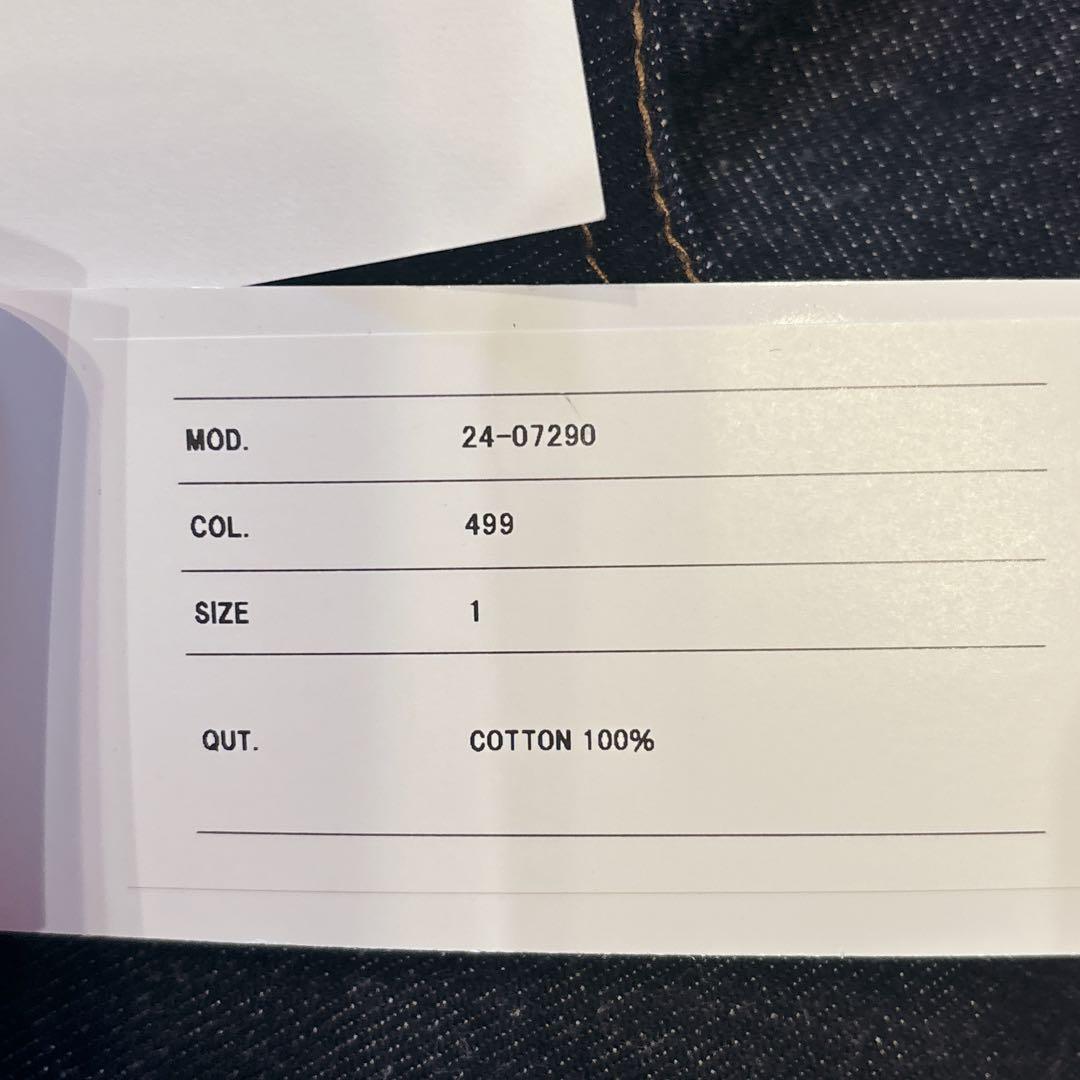 MOD. 24-07290
COL. 499
SIZE 1
QUT. COTTON 100%